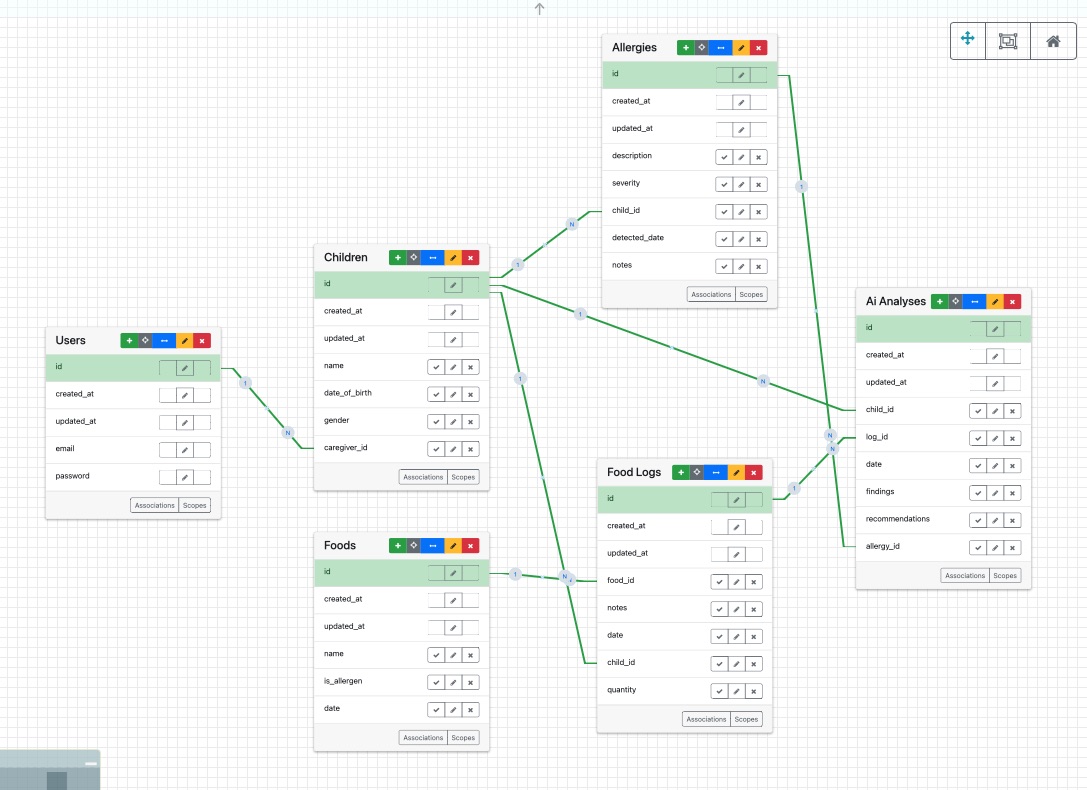 Allergies
id
created_at
updated_at
description
severity
child_id
detected_date
notes
Associations Scopes
Children
id
created_at
updated_at
name
date_of_birth
gender
caregiver_id
Associations Scopes
Ai Analyses
id
created_at
updated_at
child_id
log_id
date
findings
recommendations
allergy_id
Associations Scopes
Users
id
created_at
updated_at
email
password
Associations Scopes
Food Logs
id
created_at
updated_at
food_id
notes
date
child_id
quantity
Associations Scopes
Foods
id
created_at
updated_at
name
is_allergen
date
Associations Scopes
1
N
1
N
1
N
1
1
N
1
N
1
N